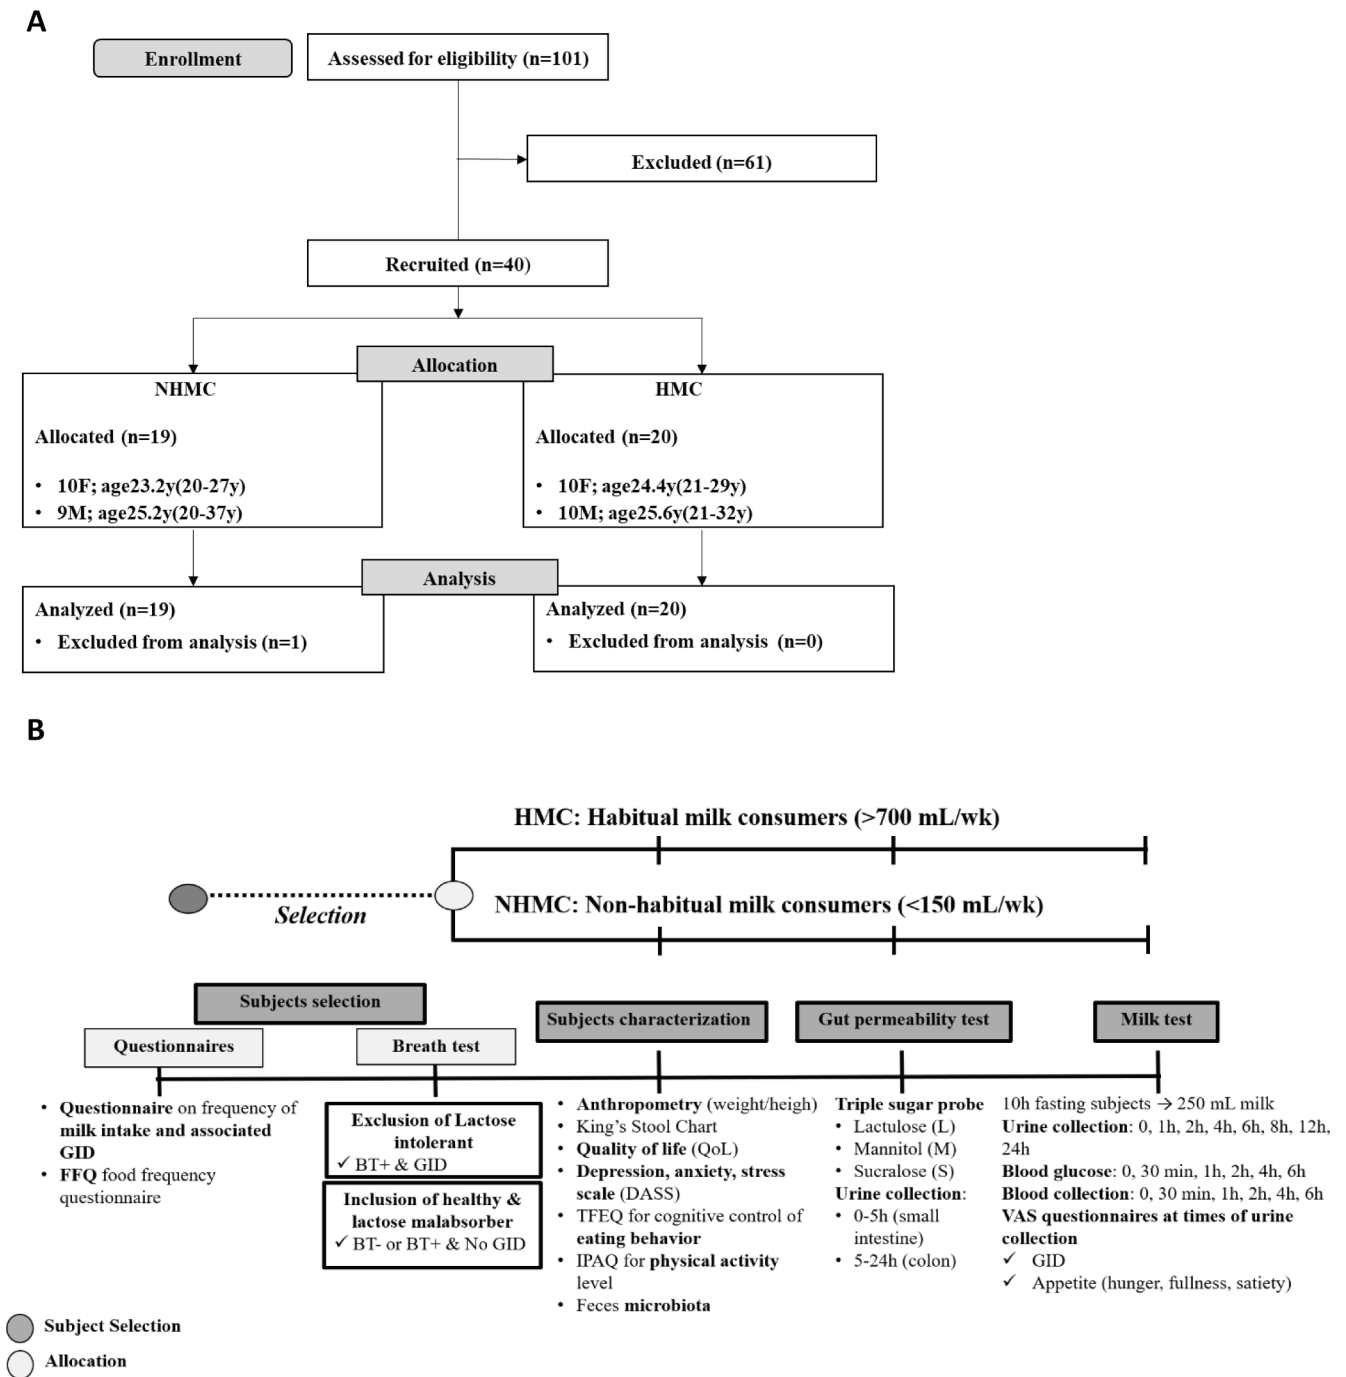 A
Enrollment
Assessed for eligibility (n=101)
Excluded (n=61)
Recruited (n=40)
Allocation
NHMC
Allocated (n=19)
• 10F; age23.2y(20-27y)
• 9M; age25.2y(20-37y)
HMC
Allocated (n=20)
• 10F; age24.4y(21-29y)
• 10M; age25.6y(21-32y)
Analysis
Analyzed (n=19)
• Excluded from analysis (n=1)
Analyzed (n=20)
• Excluded from analysis (n=0)
B
HMC: Habitual milk consumers (>700 mL/wk)
Selection
NHMC: Non-habitual milk consumers (<150 mL/wk)
Subjects selection
Questionnaires
Breath test
Subjects characterization
Gut permeability test
Milk test
• Questionnaire on frequency of
milk intake and associated
GID
• FFQ food frequency
questionnaire
Exclusion of Lactose
intolerant
✓ BT+ & GID
Inclusion of healthy &
lactose malabsorber
✓ BT- or BT+ & No GID
• Anthropometry (weight/heigh)
• King's Stool Chart
• Quality of life (QoL)
• Depression, anxiety, stress
scale (DASS)
• TFEQ for cognitive control of
eating behavior
• IPAQ for physical activity
level
• Feces microbiota
Triple sugar probe
• Lactulose (L)
• Mannitol (M)
• Sucralose (S)
Urine collection:
• 0-5h (small
intestine)
• 5-24h (colon)
10h fasting subjects → 250 mL milk
Urine collection: 0, 1h, 2h, 4h, 6h, 8h, 12h,
24h
Blood glucose: 0, 30 min, 1h, 2h, 4h, 6h
Blood collection: 0, 30 min, 1h, 2h, 4h, 6h
VAS questionnaires at times of urine
collection
✓ GID
✓ Appetite (hunger, fullness, satiety)
Subject Selection
Allocation